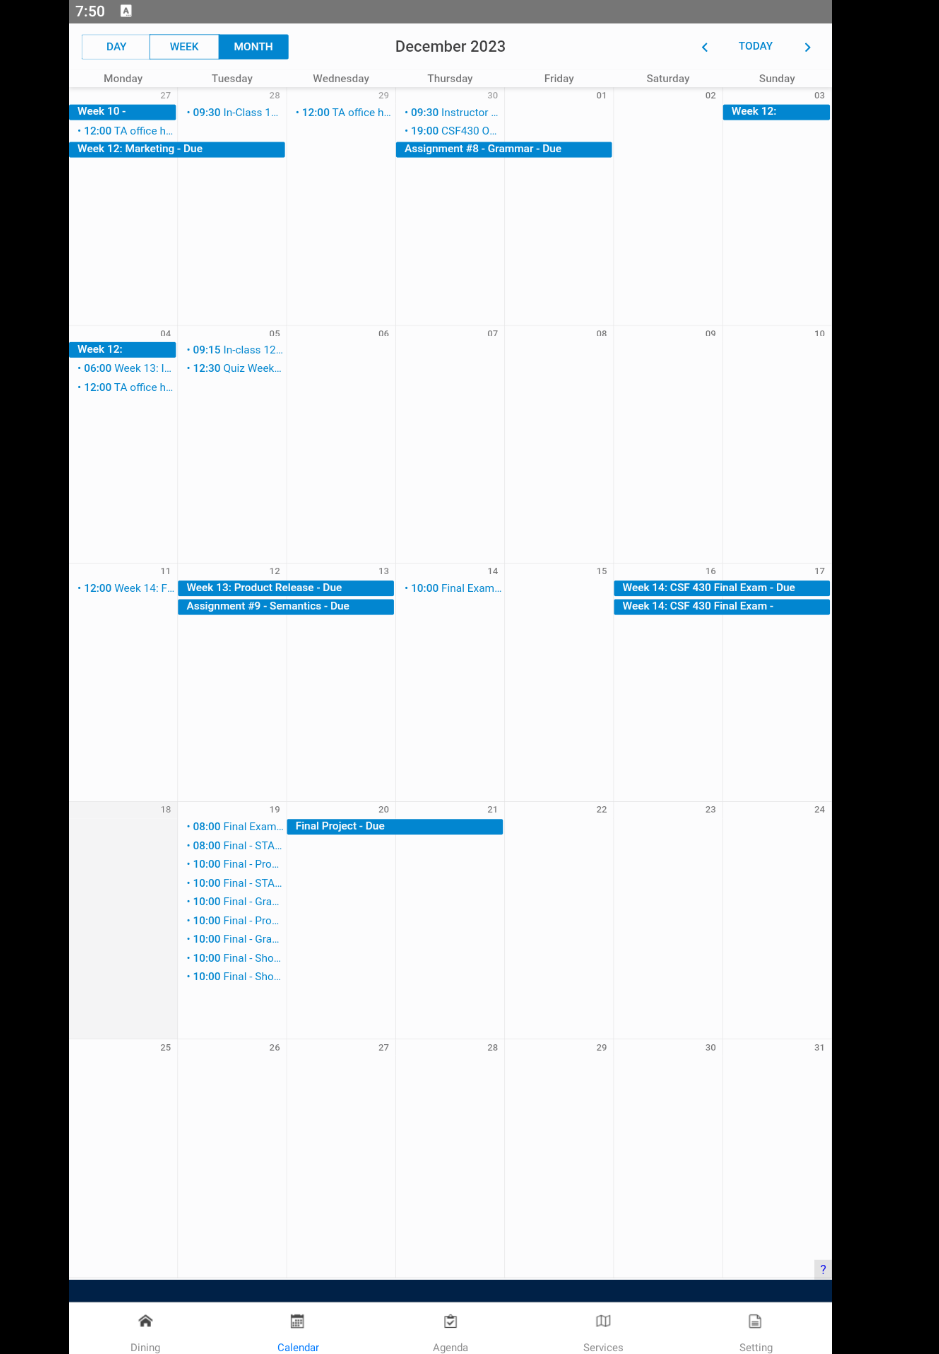 7:50 A
DAY WEEK MONTH December 2023 TODAY
Monday Tuesday Wednesday Thursday Friday Saturday Sunday
27 28 29 30 01 02 03
Week 10 - • 09:30 In-Class 1... • 12:00 TA office h... • 09:30 Instructor ... Week 12:
• 12:00 TA office h... • 19:00 CSF430 O...
Week 12: Marketing - Due Assignment #8 - Grammar - Due
04 05 06 07 08 09 10
Week 12: • 09:15 In-class 12...
• 06:00 Week 13: I... • 12:30 Quiz Week...
• 12:00 TA office h...
11 12 13 14 15 16 17
• 12:00 Week 14: F... Week 13: Product Release - Due • 10:00 Final Exam... Week 14: CSF 430 Final Exam - Due
Assignment #9 - Semantics - Due Week 14: CSF 430 Final Exam -
18 19 20 21 22 23 24
• 08:00 Final Exam... Final Project - Due
• 08:00 Final - STA...
• 10:00 Final - Pro...
• 10:00 Final - STA...
• 10:00 Final - Gra...
• 10:00 Final - Pro...
• 10:00 Final - Gra...
• 10:00 Final - Sho...
• 10:00 Final - Sho...
25 26 27 28 29 30 31
?
Dining Calendar Agenda Services Setting